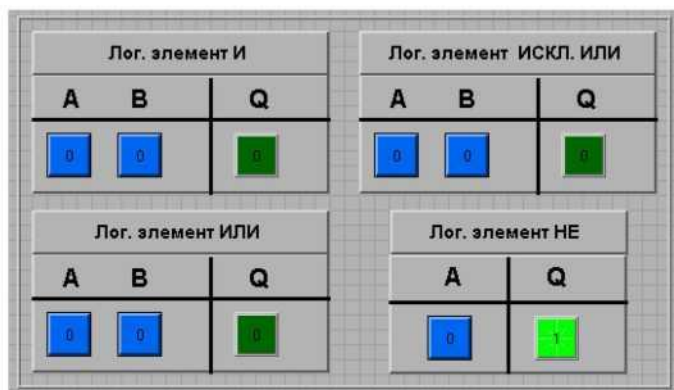 Лог. элемент И
A B Q
0 0 0
Лог. элемент ИСКЛ. ИЛИ
A B Q
0 0 0
Лог. элемент ИЛИ
A B Q
0 0 0
Лог. элемент НЕ
A Q
0 1